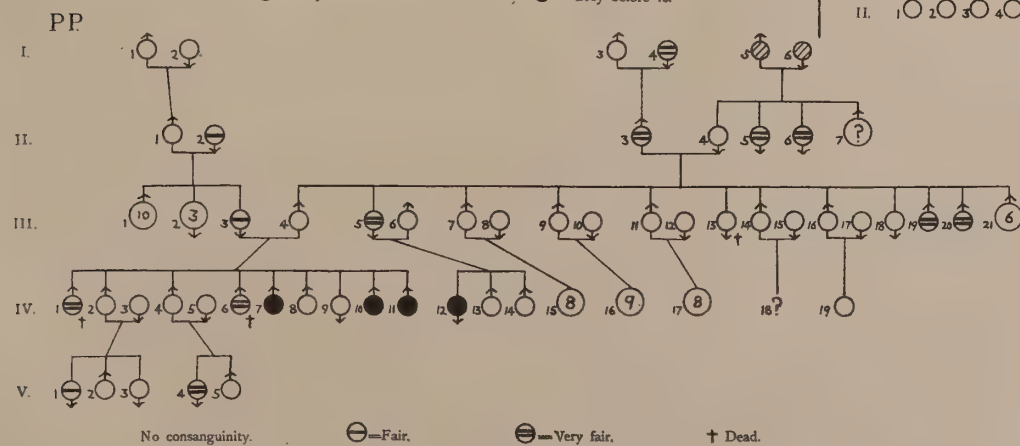 II. 1 2 3 4
PP.
I. 1 2 3 4 5 6
II. 1 2 3 4 5 6 7 ?
III. 1 10 2 3 3 4 5 6 7 8 9 10 11 12 13 † 14 15 16 17 18 19 20 21 6
IV. 1 † 2 3 4 5 6 † 7 8 9 10 11 12 13 14 15 8 16 9 17 8 18 ? 19
V. 1 2 3 4 5
No consanguinity. =Fair. =Very fair. † Dead.